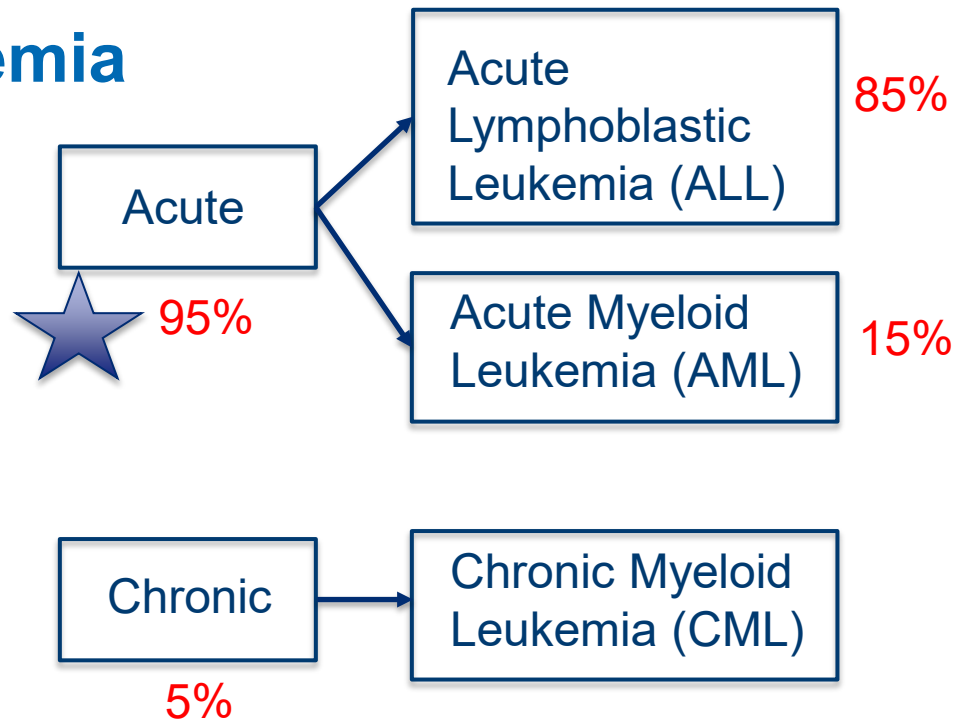 emia
Acute
Lymphoblastic
Leukemia (ALL)
85%
Acute
95%
Acute Myeloid
Leukemia (AML)
15%
Chronic
5%
Chronic Myeloid
Leukemia (CML)